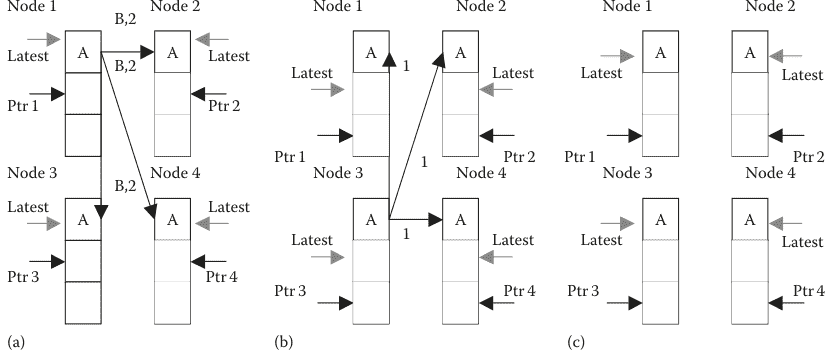 Node 1
B,2
Node 2
A
B,2
A
Latest
Latest
Ptr 1
Ptr 2
Node 3
B,2
Node 4
Latest
A
A
Latest
Ptr 3
Ptr 4
(a)
Node 1
Node 2
A
1
A
Latest
Latest
Ptr 1
Ptr 2
Node 3
1
Node 4
A
1
A
Latest
Latest
Ptr 3
Ptr 4
(b)
Node 1
Node 2
A
A
Latest
Latest
Ptr 1
Ptr 2
Node 3
Node 4
A
A
Latest
Latest
Ptr 3
Ptr 4
(c)